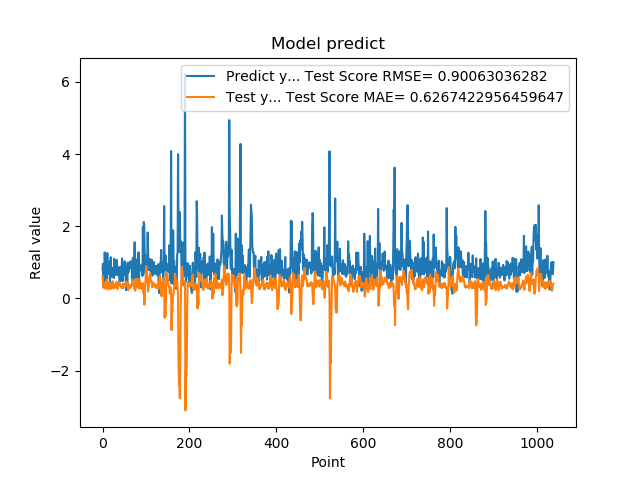 Model predict
Predict y... Test Score RMSE= 0.90063036282
Test y... Test Score MAE= 0.6267422956459647
6
4
2
0
−2
Real value
0 200 400 600 800 1000
Point